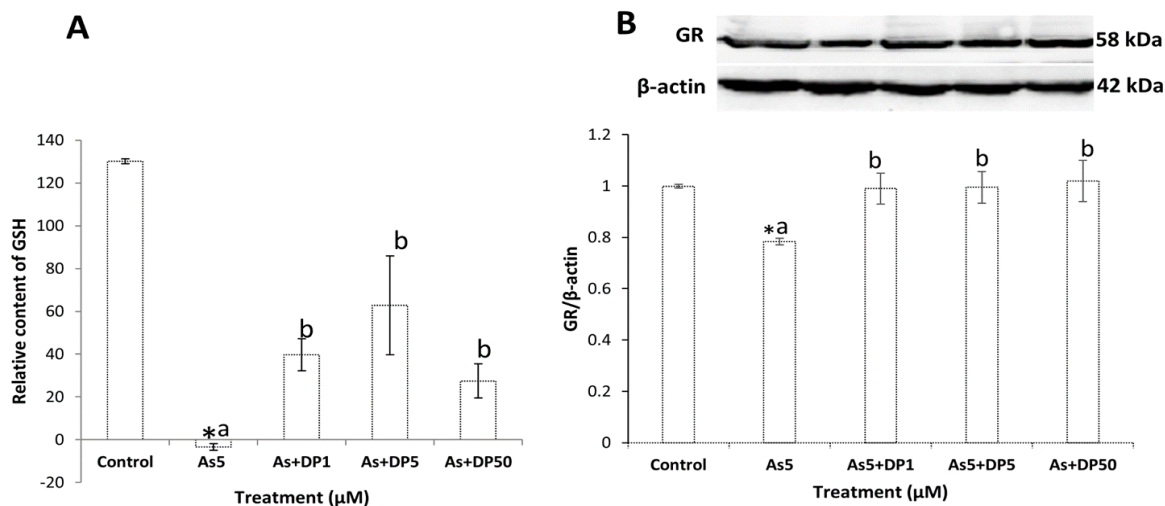 A
Relative content of GSH
140
120
100
80
60
40
20
0
-20
*a
b
b
b
Control As5 As+DP1 As+DP5 As+DP50
Treatment (μM)
B
GR 58 kDa
β-actin 42 kDa
GR/β-actin
1.2
1
0.8
0.6
0.4
0.2
0
*a
b
b
b
Control As5 As5+DP1 As5+DP5 As+DP50
Treatment (μM)